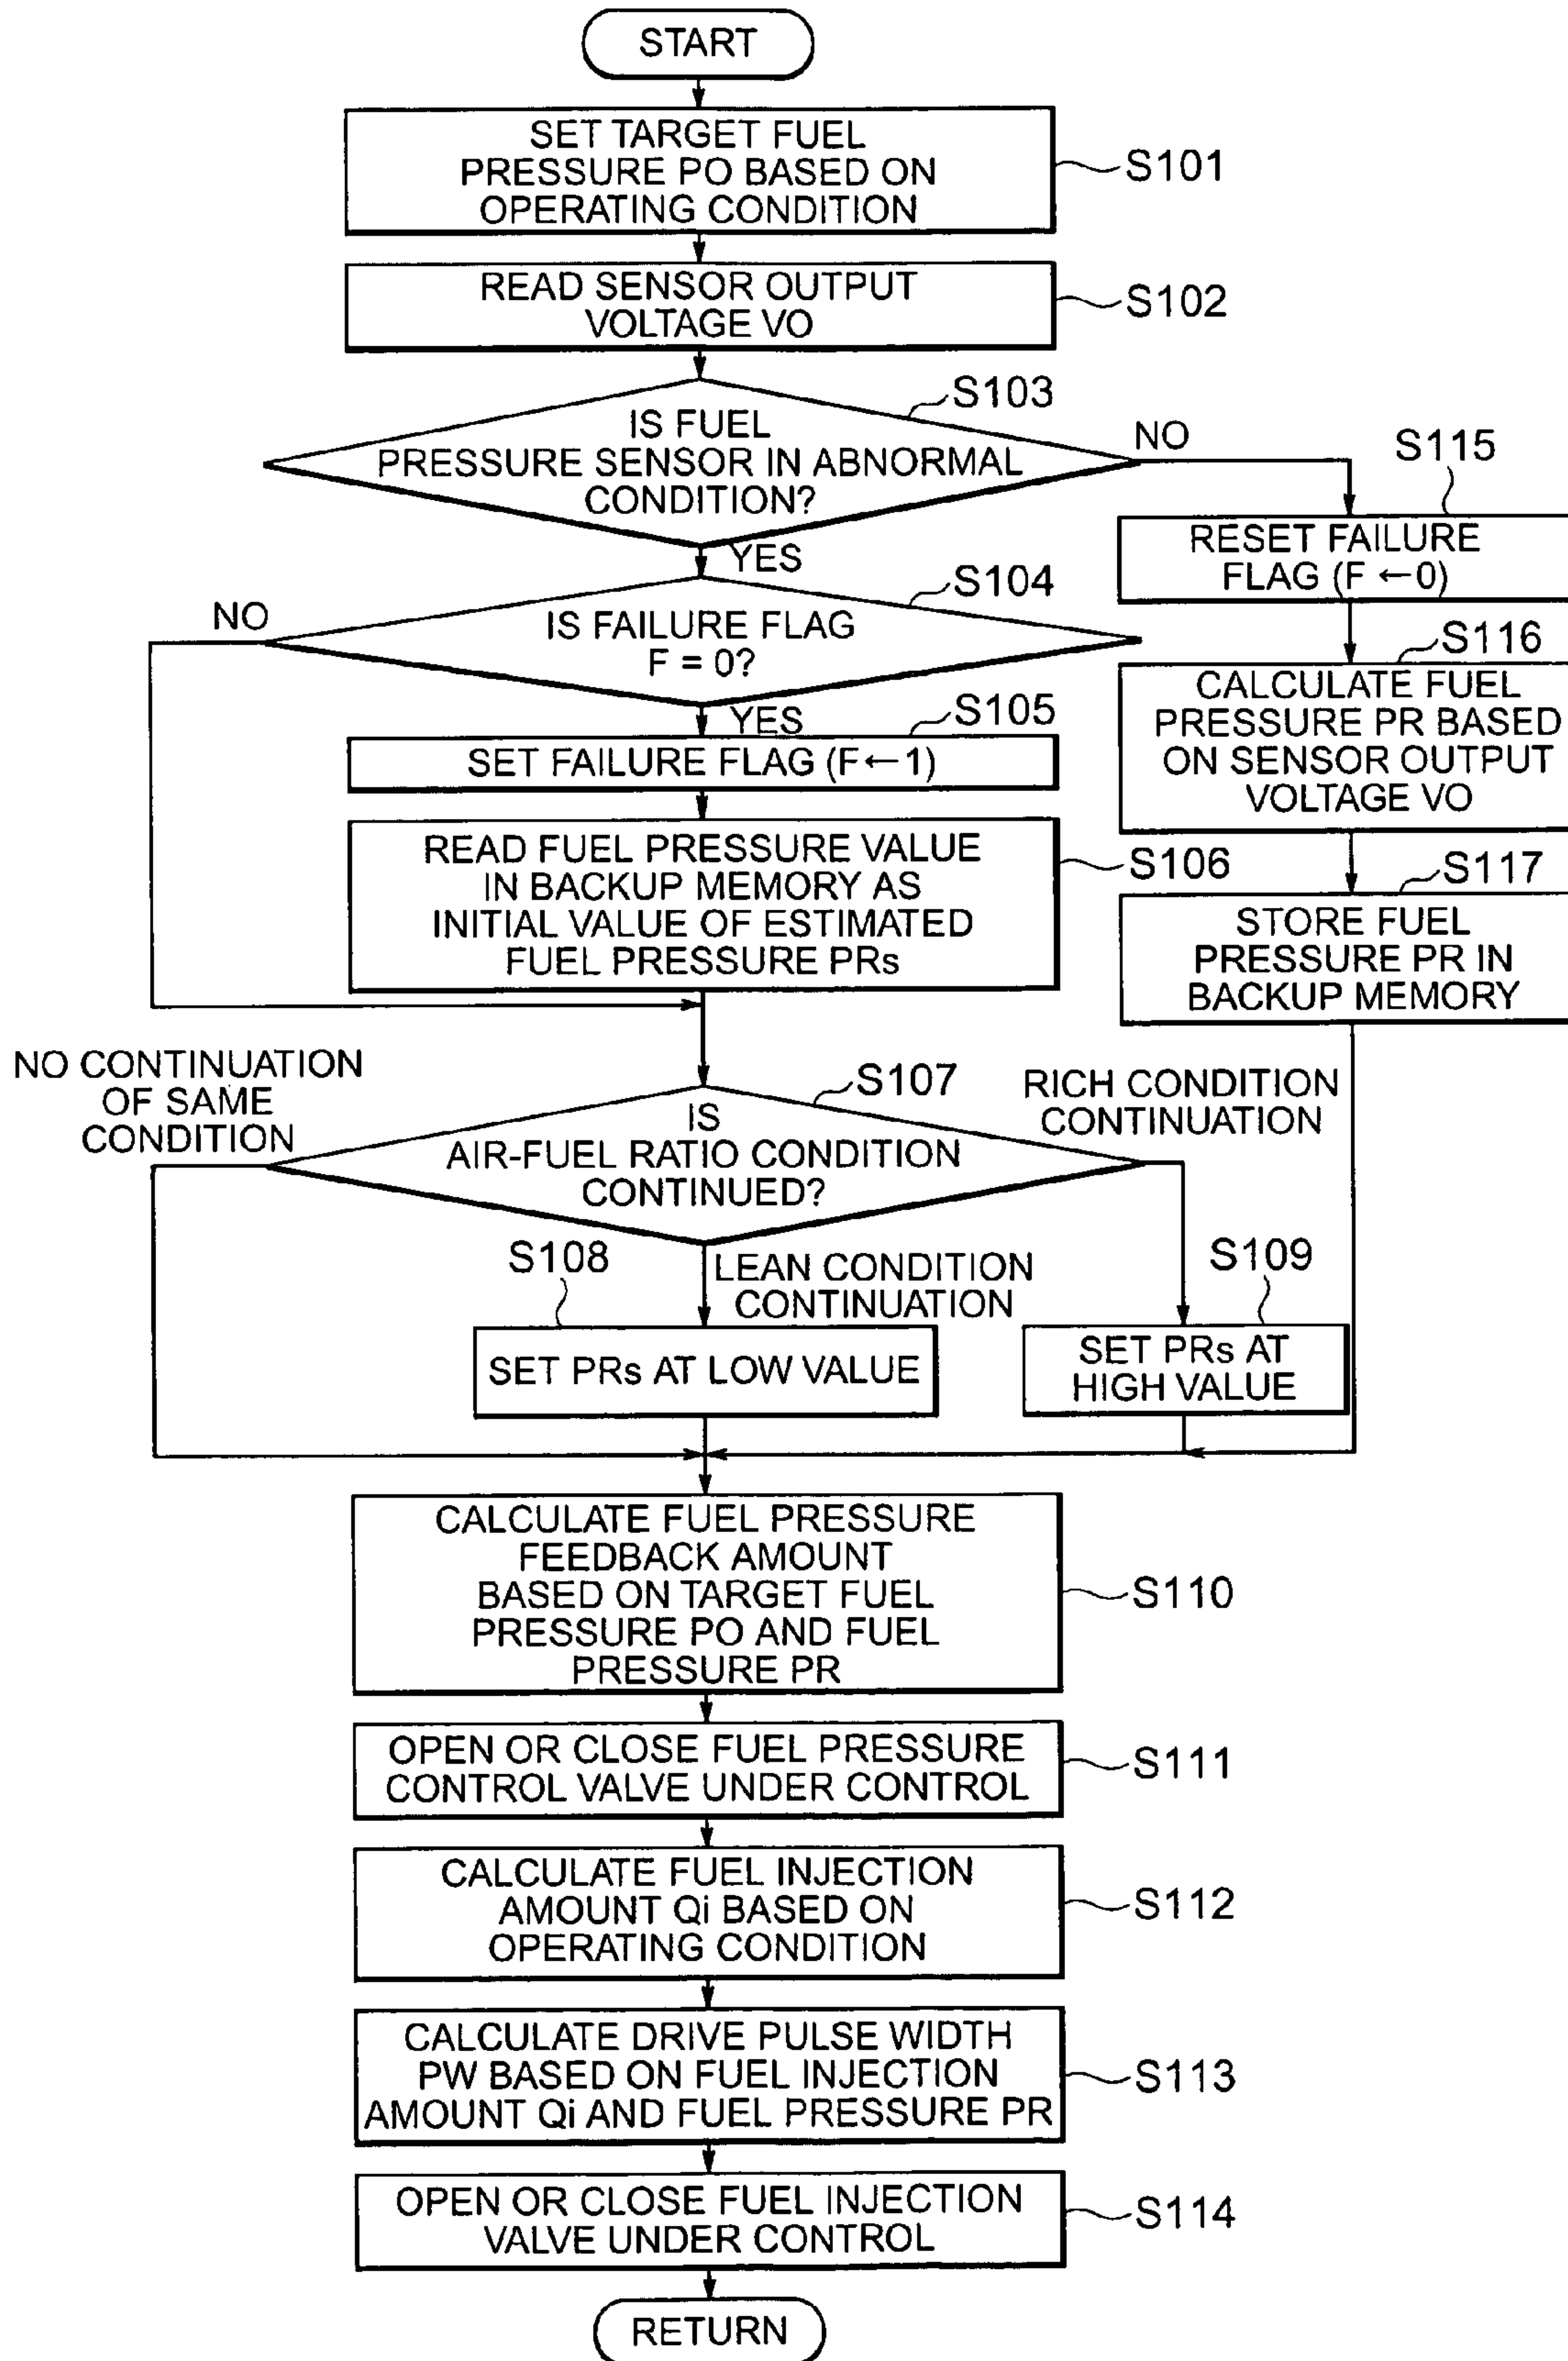 START
SET TARGET FUEL
PRESSURE PO BASED ON
OPERATING CONDITION
S101
READ SENSOR OUTPUT
VOLTAGE VO
S102
S103
IS FUEL
PRESSURE SENSOR IN ABNORMAL
CONDITION?
NO
YES
S115
RESET FAILURE
FLAG (F ←0)
S104
NO
IS FAILURE FLAG
F = 0?
YES
S116
CALCULATE FUEL
PRESSURE PR BASED
ON SENSOR OUTPUT
VOLTAGE VO
S105
SET FAILURE FLAG (F←1)
READ FUEL PRESSURE VALUE
IN BACKUP MEMORY AS
INITIAL VALUE OF ESTIMATED
FUEL PRESSURE PRs
S106
S117
STORE FUEL
PRESSURE PR IN
BACKUP MEMORY
NO CONTINUATION
OF SAME
CONDITION
S107
IS
AIR-FUEL RATIO CONDITION
CONTINUED?
RICH CONDITION
CONTINUATION
S108
LEAN CONDITION
CONTINUATION
S109
SET PRs AT LOW VALUE
SET PRs AT
HIGH VALUE
CALCULATE FUEL PRESSURE
FEEDBACK AMOUNT
BASED ON TARGET FUEL
PRESSURE PO AND FUEL
PRESSURE PR
S110
OPEN OR CLOSE FUEL PRESSURE
CONTROL VALVE UNDER CONTROL
S111
CALCULATE FUEL INJECTION
AMOUNT Qi BASED ON
OPERATING CONDITION
S112
CALCULATE DRIVE PULSE WIDTH
PW BASED ON FUEL INJECTION
AMOUNT Qi AND FUEL PRESSURE PR
S113
OPEN OR CLOSE FUEL INJECTION
VALVE UNDER CONTROL
S114
RETURN